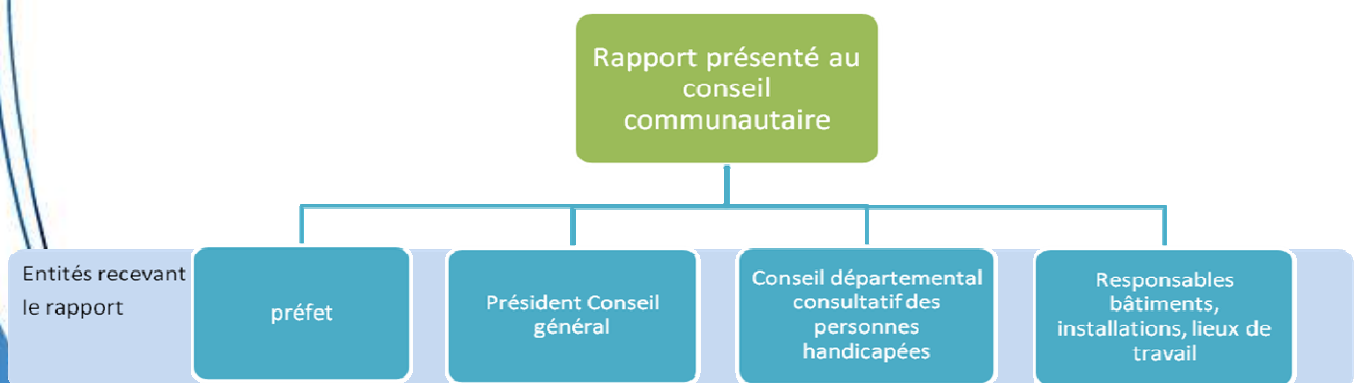 Rapport présenté au
conseil
communautaire
Entités recevant
le rapport
préfet
Président Conseil
général
Conseil départemental
consultatif des
personnes
handicapées
Responsables
bâtiments,
installations, lieux de
travail